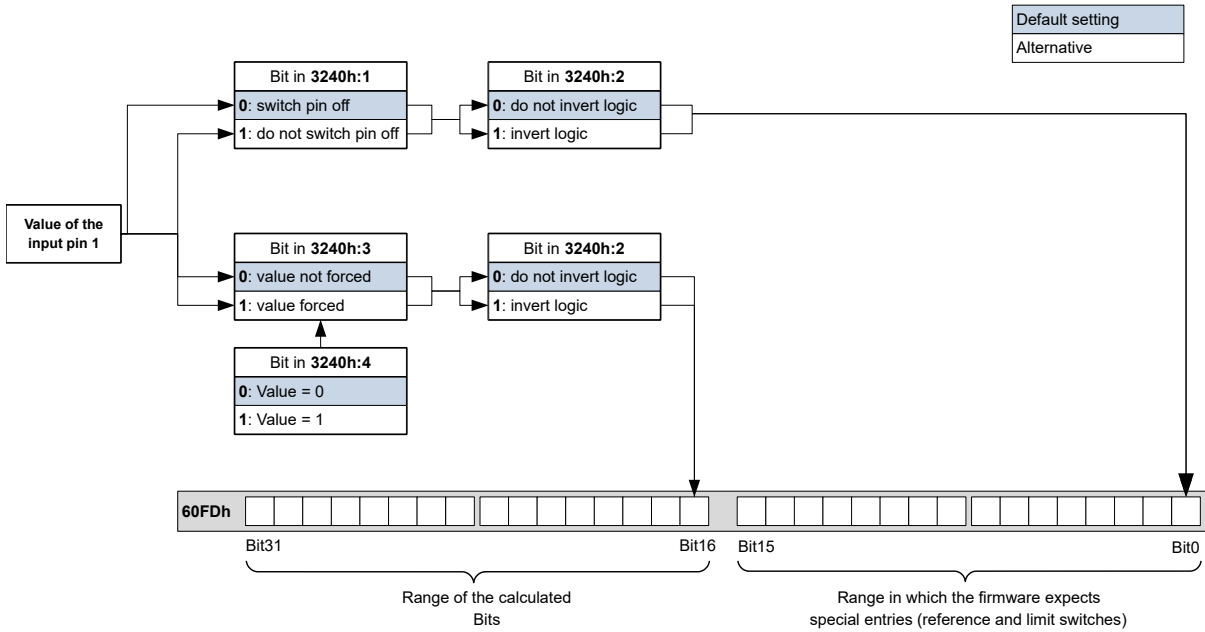 Default setting
Alternative
Bit in 3240h:1
0: switch pin off
1: do not switch pin off
Bit in 3240h:2
0: do not invert logic
1: invert logic
Value of the
input pin 1
Bit in 3240h:3
0: value not forced
1: value forced
Bit in 3240h:2
0: do not invert logic
1: invert logic
Bit in 3240h:4
0: Value = 0
1: Value = 1
60FDh
Bit31
Bit16
Bit15
Bit0
Range of the calculated
Bits
Range in which the firmware expects
special entries (reference and limit switches)